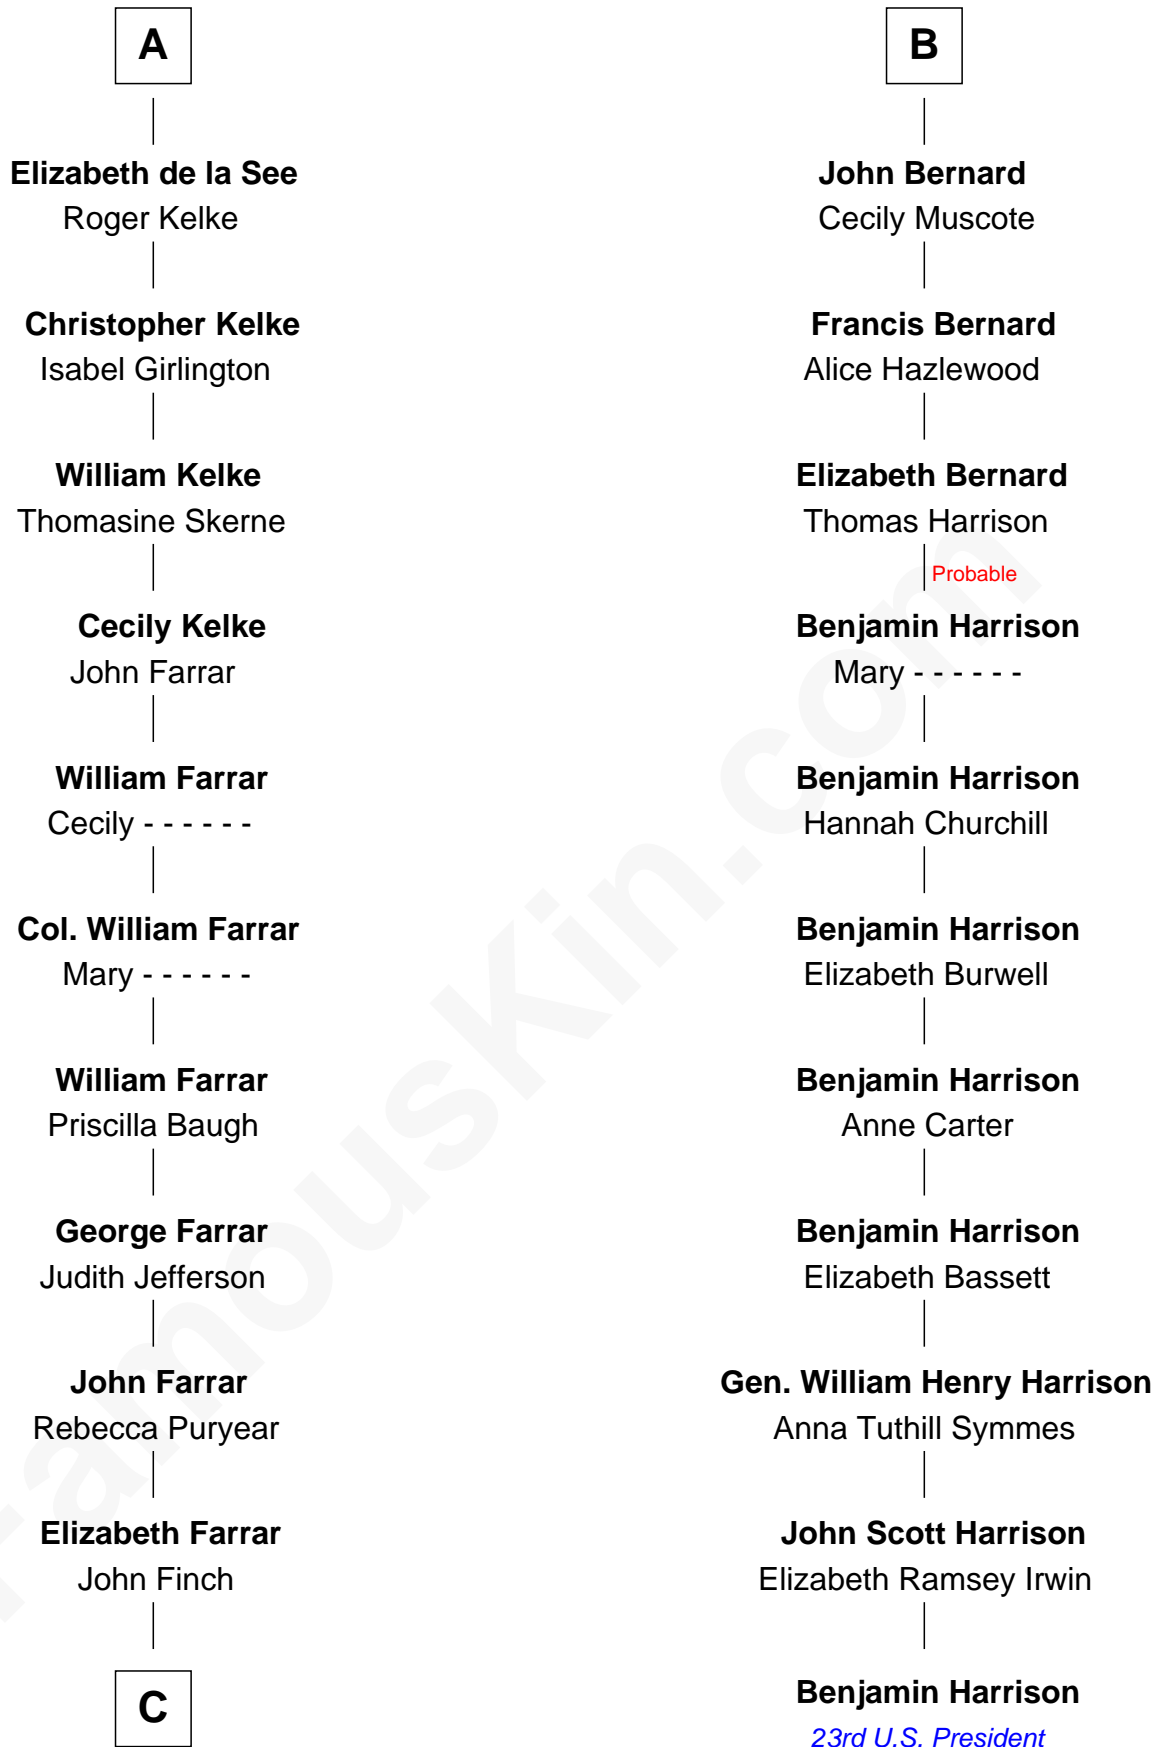 A
Elizabeth de la See
Roger Kelke
Christopher Kelke
Isabel Girlington
William Kelke
Thomasine Skerne
Cecily Kelke
John Farrar
William Farrar
Cecily - - - - - -
Col. William Farrar
Mary - - - - - -
William Farrar
Priscilla Baugh
George Farrar
Judith Jefferson
John Farrar
Rebecca Puryear
Elizabeth Farrar
John Finch
C
B
John Bernard
Cecily Muscote
Francis Bernard
Alice Hazlewood
Elizabeth Bernard
Thomas Harrison
Probable
Benjamin Harrison
Mary - - - - - -
Benjamin Harrison
Hannah Churchill
Benjamin Harrison
Elizabeth Burwell
Benjamin Harrison
Anne Carter
Benjamin Harrison
Elizabeth Bassett
Gen. William Henry Harrison
Anna Tuthill Symmes
John Scott Harrison
Elizabeth Ramsey Irwin
Benjamin Harrison
23rd U.S. President
FamousKin.com